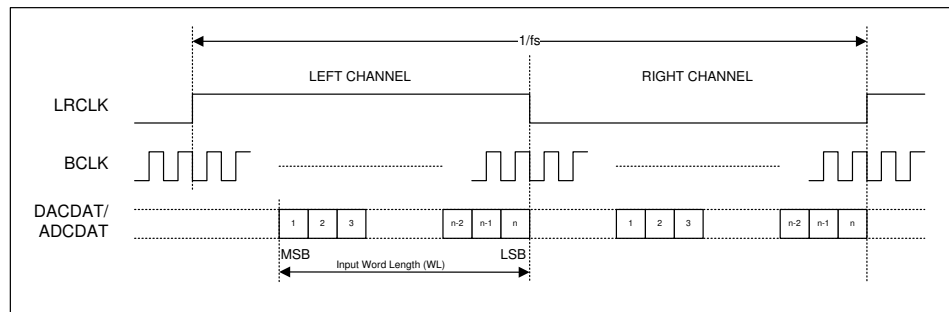 1/fs
LEFT CHANNEL RIGHT CHANNEL
LRCLK
BCLK
DACDAT/
ADCDAT
1 2 3 n-2 n-1 n 1 2 3 n-2 n-1 n
MSB LSB
Input Word Length (WL)